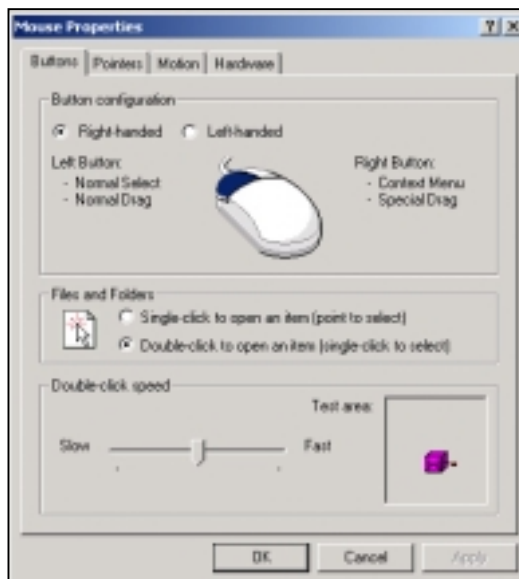 Mouse Properties
Buttons Pointers Motion Hardware
Button configuration
Right-handed Left-handed
Left Button: Right Button:
- Normal Select - Context Menu
- Normal Drag - Special Drag
Files and Folders
Single-click to open an item (point to select)
Double-click to open an item (single-click to select)
Double-click speed
Test area:
Slow Fast
OK Cancel Apply